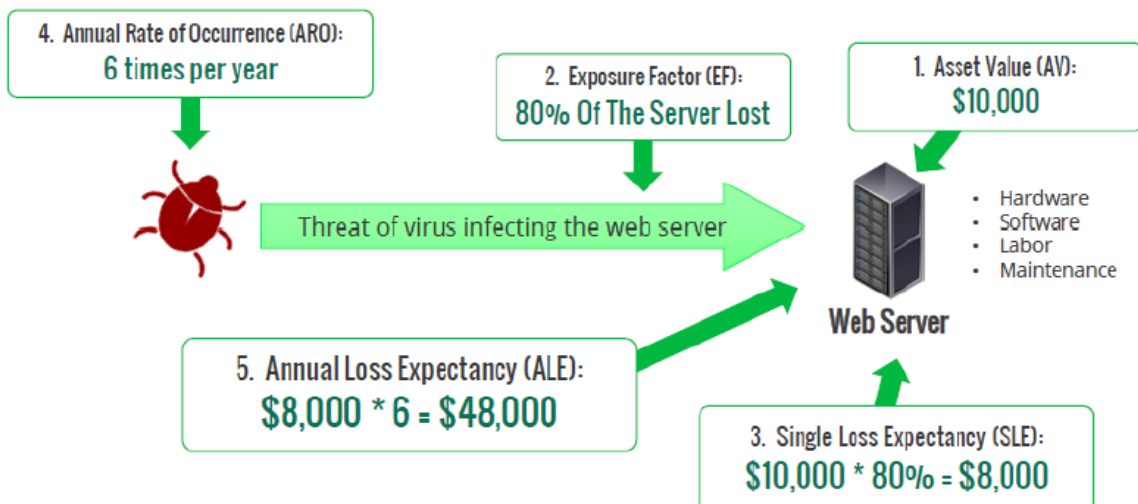 4. Annual Rate of Occurrence (ARO):
6 times per year
2. Exposure Factor (EF):
80% Of The Server Lost
1. Asset Value (AV):
$10,000
Threat of virus infecting the web server
• Hardware
• Software
• Labor
• Maintenance
Web Server
5. Annual Loss Expectancy (ALE):
$8,000 * 6 = $48,000
3. Single Loss Expectancy (SLE):
$10,000 * 80% = $8,000